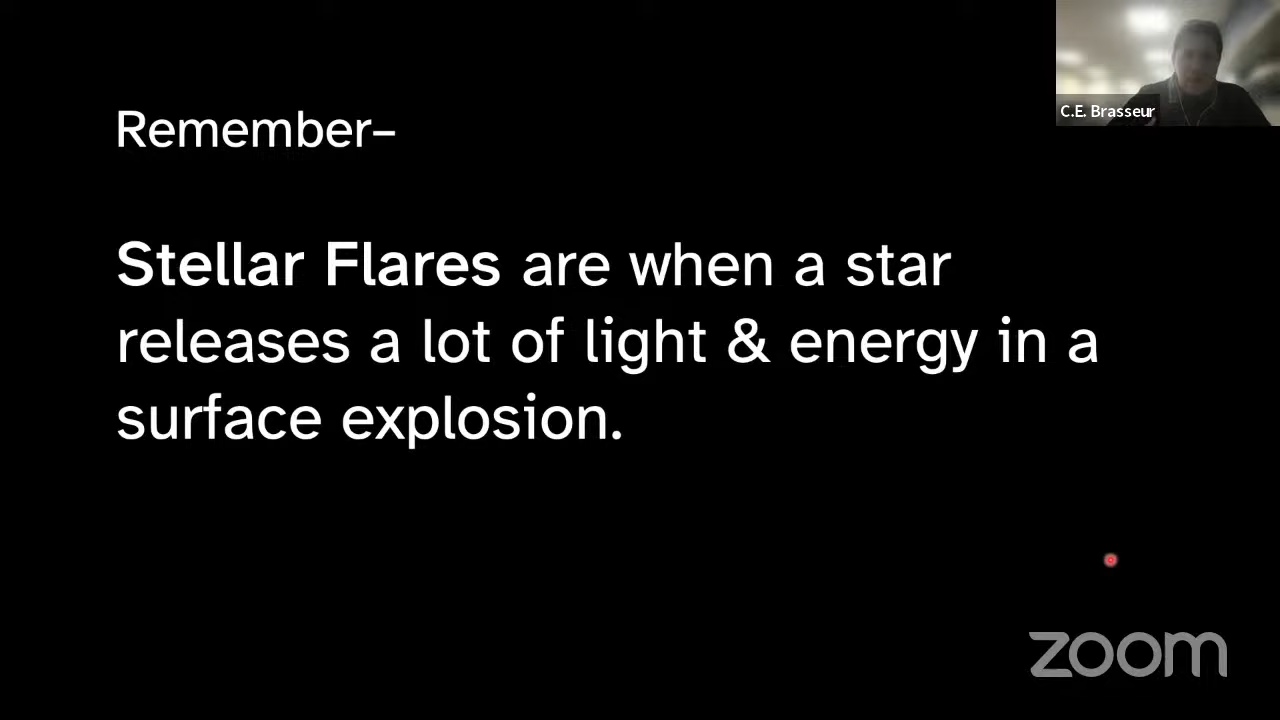 C.E. Brasseur
Remember–
Stellar Flares are when a star
releases a lot of light & energy in a
surface explosion.
zoom